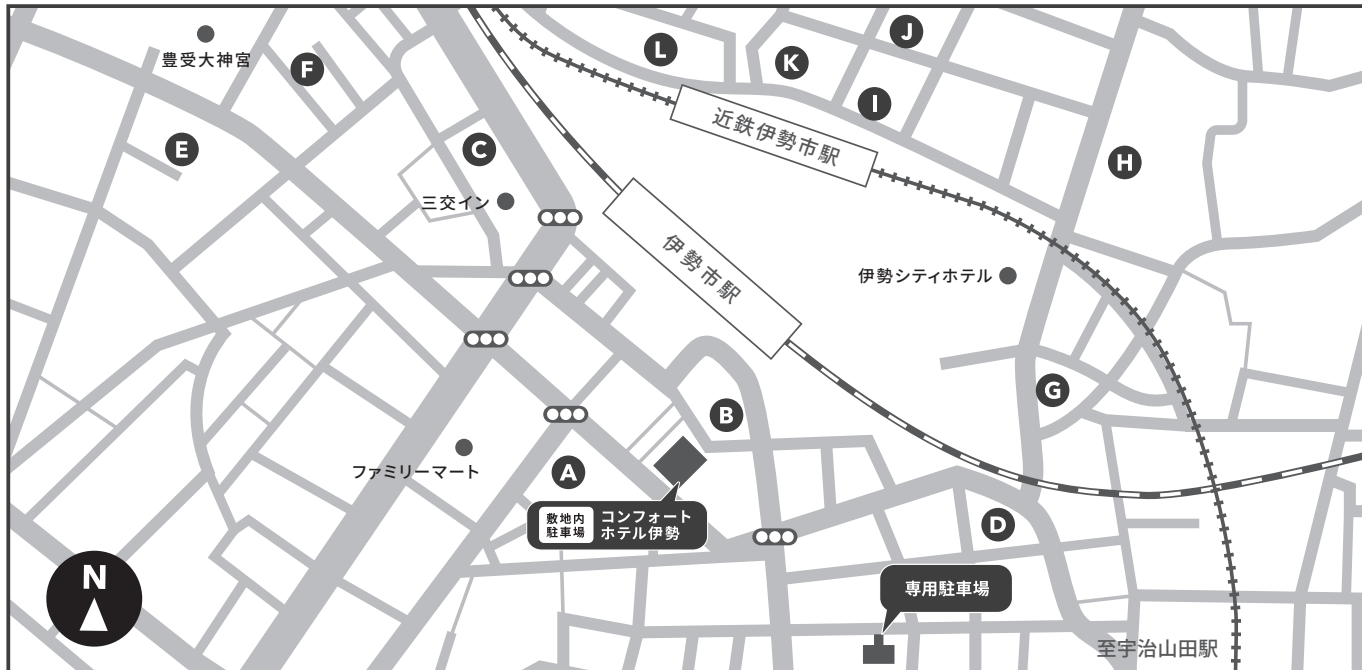 豊受大神宮
F
E
C
三交イン
L
K
J
I
H
近鉄伊勢市駅
伊勢市駅
伊勢シティホテル
G
B
A
ファミリーマート
敷地内
駐車場
コンフォート
ホテル伊勢
D
専用駐車場
至宇治山田駅
N